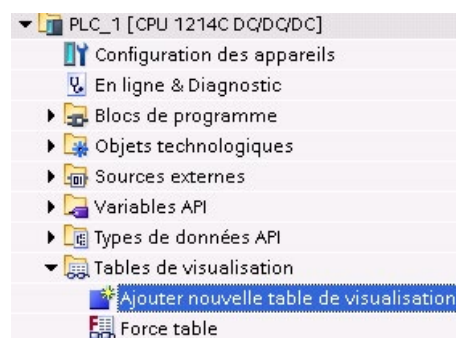 PLC_1 [CPU 1214C DC/DC/DC]
Configuration des appareils
En ligne & Diagnostic
Blocs de programme
Objets technologiques
Sources externes
Variables API
Types de données API
Tables de visualisation
Ajouter nouvelle table de visualisation
Force table